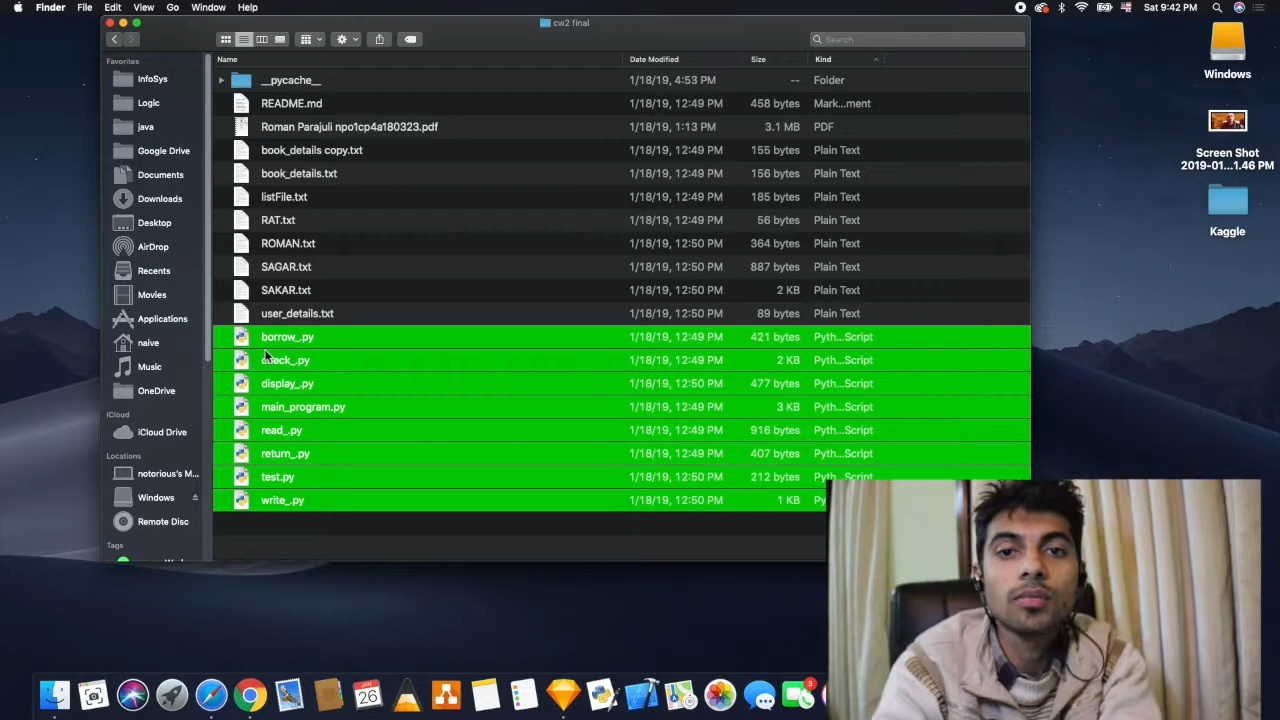 Finder File Edit View Go Window Help
Sat 9:42 PM
cw2 final
Search
Favorites
InfoSys
Logic
java
Google Drive
Documents
Downloads
Desktop
AirDrop
Recents
Movies
Applications
naive
Music
OneDrive
iCloud
iCloud Drive
Locations
notorious's M...
Windows
Remote Disc
Tags
Name Date Modified Size Kind
__pycache__ 1/18/19, 4:53 PM -- Folder
README.md 1/18/19, 12:49 PM 458 bytes Mark...ment
Roman Parajuli np01cp4a180323.pdf 1/18/19, 1:13 PM 3.1 MB PDF
book_details copy.txt 1/18/19, 12:49 PM 155 bytes Plain Text
book_details.txt 1/18/19, 12:49 PM 156 bytes Plain Text
listFile.txt 1/18/19, 12:49 PM 185 bytes Plain Text
RAT.txt 1/18/19, 12:49 PM 56 bytes Plain Text
ROMAN.txt 1/18/19, 12:50 PM 364 bytes Plain Text
SAGAR.txt 1/18/19, 12:50 PM 887 bytes Plain Text
SAKAR.txt 1/18/19, 12:50 PM 2 KB Plain Text
user_details.txt 1/18/19, 12:50 PM 89 bytes Plain Text
borrow_.py 1/18/19, 12:49 PM 421 bytes Pyth...Script
check_.py 1/18/19, 12:49 PM 2 KB Pyth...Script
display_.py 1/18/19, 12:50 PM 477 bytes Pyth...Script
main_program.py 1/18/19, 12:49 PM 3 KB Pyth...Script
read_.py 1/18/19, 12:49 PM 916 bytes Pyth...Script
return_.py 1/18/19, 12:49 PM 407 bytes Pyth...Script
test.py 1/18/19, 12:50 PM 212 bytes Pyth...Script
write_.py 1/18/19, 12:50 PM 1 KB
Windows
Screen Shot
2019-01...1.46 PM
Kaggle
JAN
26
3